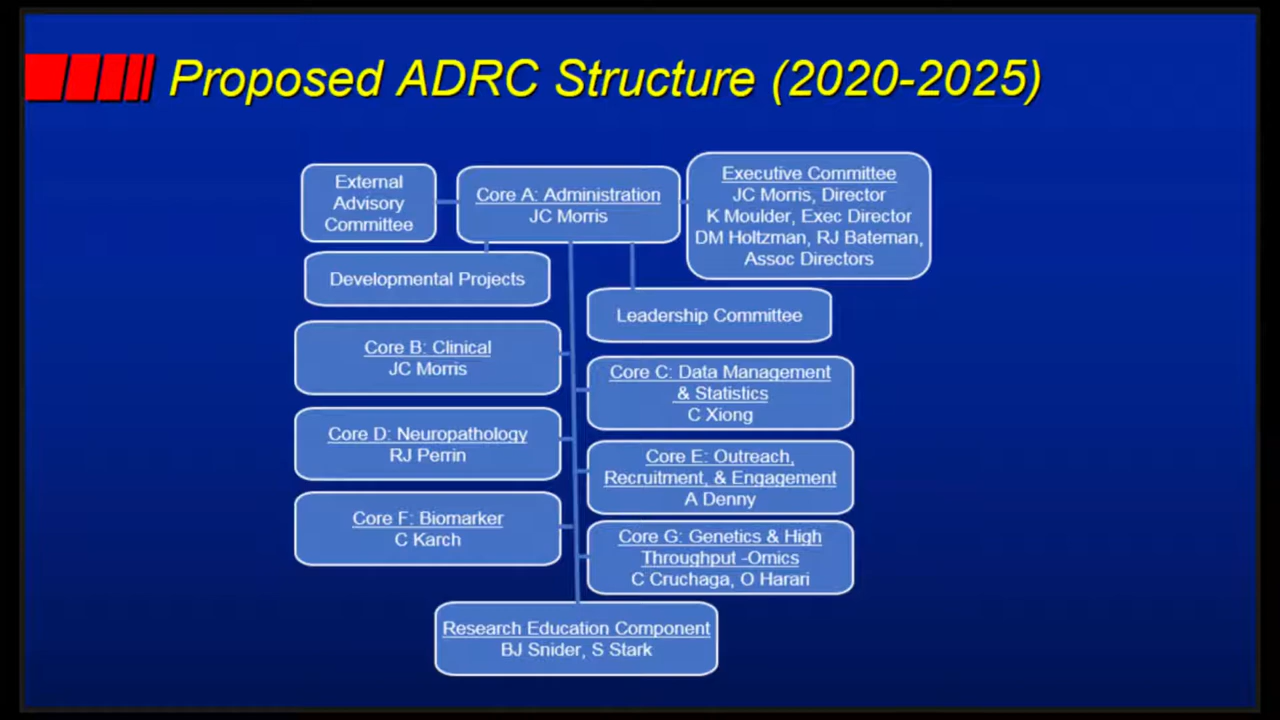 Proposed ADRC Structure (2020-2025)
External
Advisory
Committee
Core A: Administration
JC Morris
Executive Committee
JC Morris, Director
K Moulder, Exec Director
DM Holtzman, RJ Bateman,
Assoc Directors
Developmental Projects
Leadership Committee
Core B: Clinical
JC Morris
Core C: Data Management
& Statistics
C Xiong
Core D: Neuropathology
RJ Perrin
Core E: Outreach,
Recruitment, & Engagement
A Denny
Core F: Biomarker
C Karch
Core G: Genetics & High
Throughput -Omics
C Cruchaga, O Harari
Research Education Component
BJ Snider, S Stark